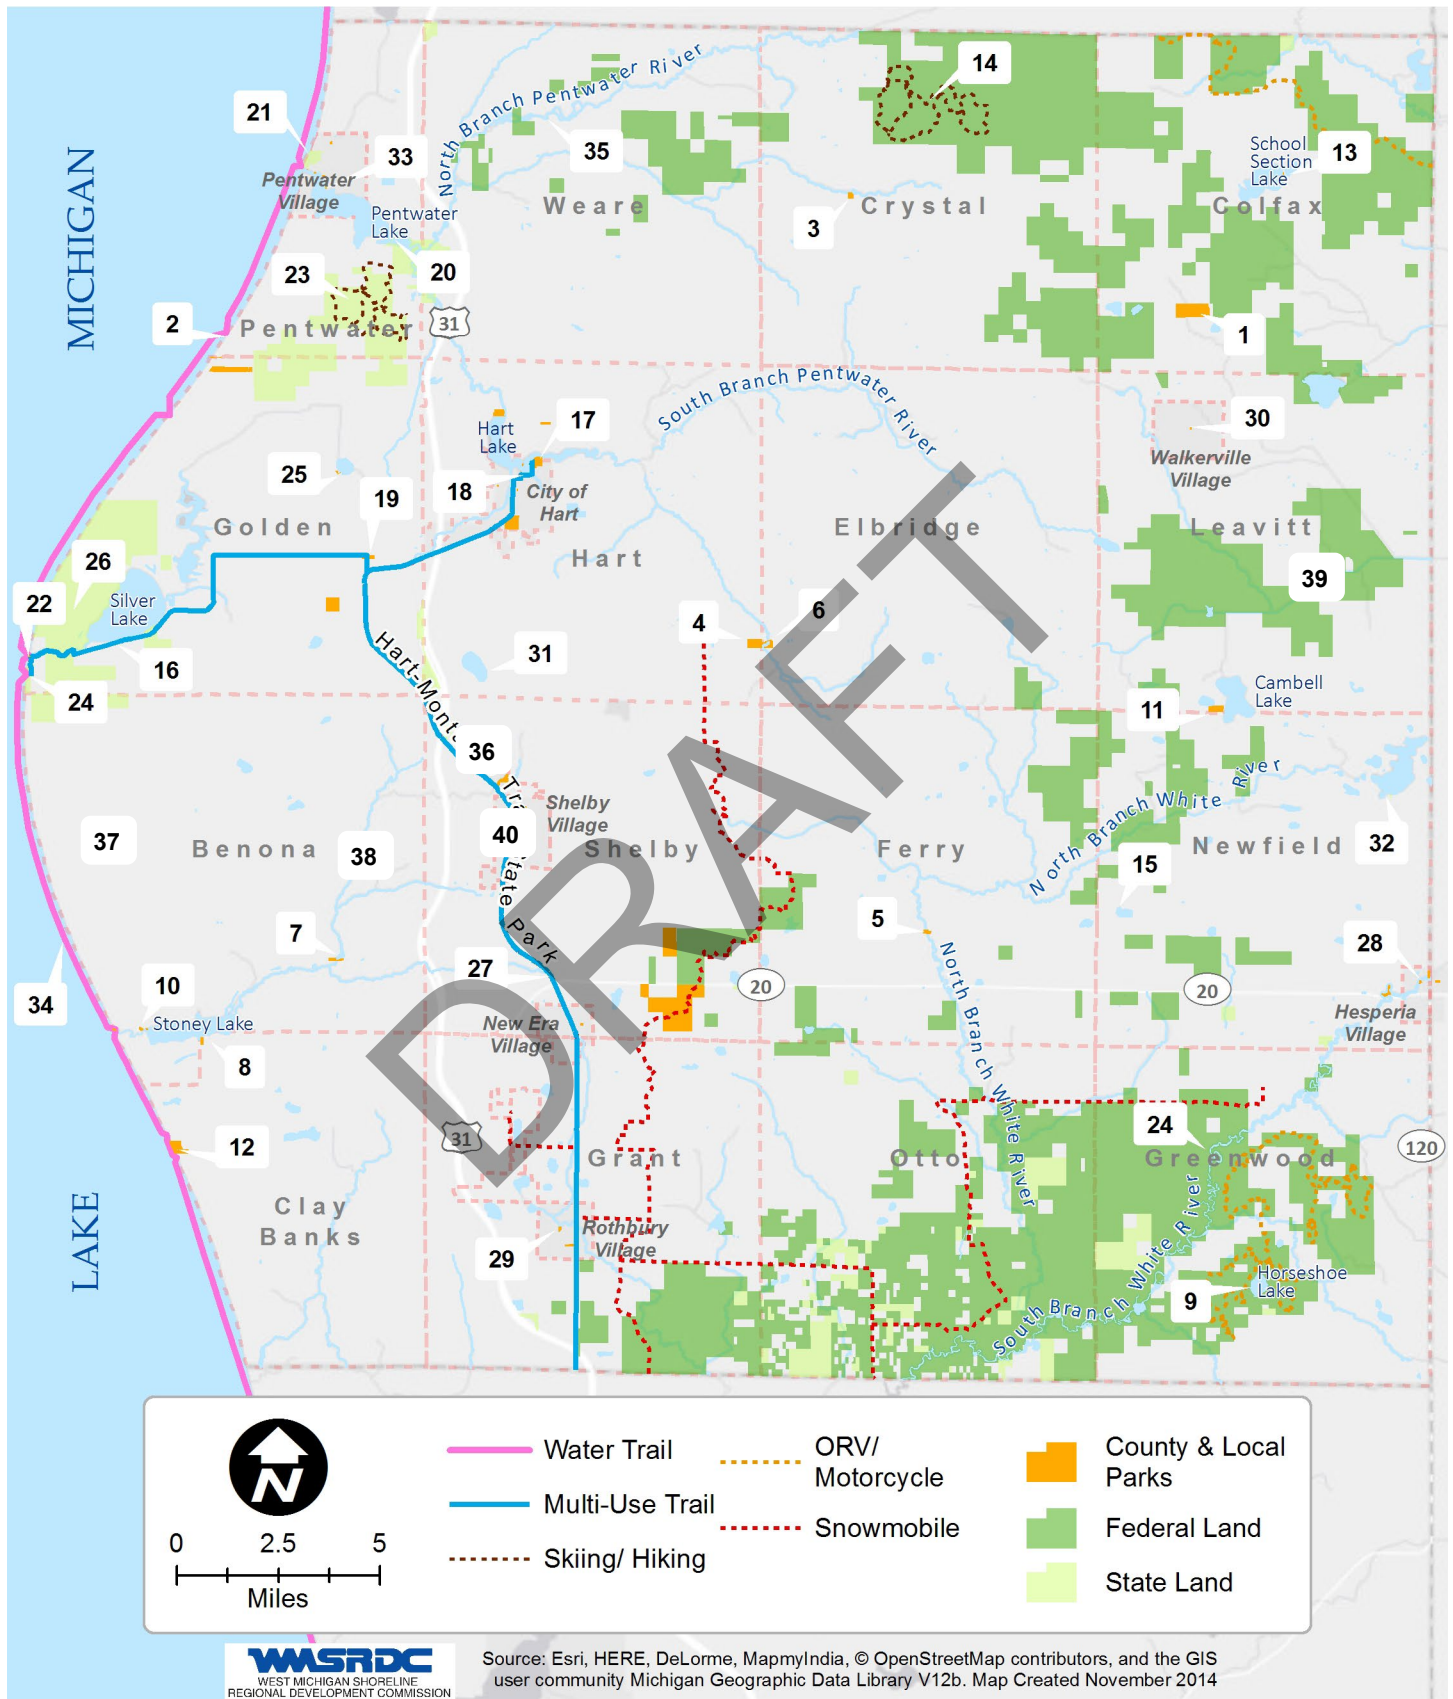 14
21
North Branch Pentwater River
33
35
School
Section
Lake
13
MICHIGAN
Pentwater
Village
Weare
Crystal
Colfax
Pentwater
Lake
3
23
20
2
Pentwater
31
1
South Branch Pentwater River
Hart
Lake
17
30
Walkerville
Village
25
19
18
City of
Hart
Golden
Elbridge
Leavitt
Hart
26
39
22
Silver
Lake
4
6
16
31
Hart-Mont
24
Cambell
Lake
11
36
Tra
North Branch White River
Shelby
Village
37
40
38
Benona
Shelby
Ferry
Newfield
32
tate
15
7
5
28
Park
27
10
34
20
20
Stoney Lake
New Era
Village
Hesperia
Village
8
North Branch White River
12
31
24
120
Grant
Otto
Greenwood
Clay
Banks
LAKE
Rothbury
Village
29
South Branch White River
Horseshoe
Lake
9
DRAFT
N
0 2.5 5
Miles
Water Trail
Multi-Use Trail
Skiing/ Hiking
ORV/
Motorcycle
Snowmobile
County & Local
Parks
Federal Land
State Land
WMSRDC
WEST MICHIGAN SHORELINE
REGIONAL DEVELOPMENT COMMISSION
Source: Esri, HERE, DeLorme, MapmyIndia, © OpenStreetMap contributors, and the GIS
user community Michigan Geographic Data Library V12b. Map Created November 2014